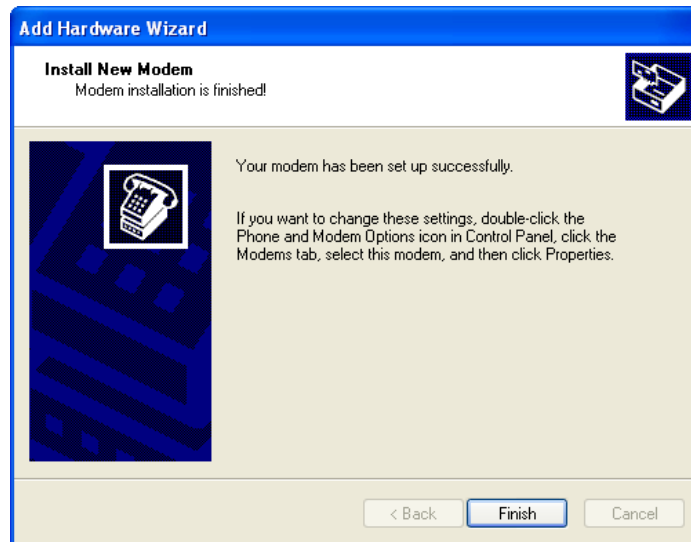 Add Hardware Wizard
Install New Modem
Modem installation is finished!
Your modem has been set up successfully.
If you want to change these settings, double-click the
Phone and Modem Options icon in Control Panel, click the
Modems tab, select this modem, and then click Properties.
< Back Finish Cancel